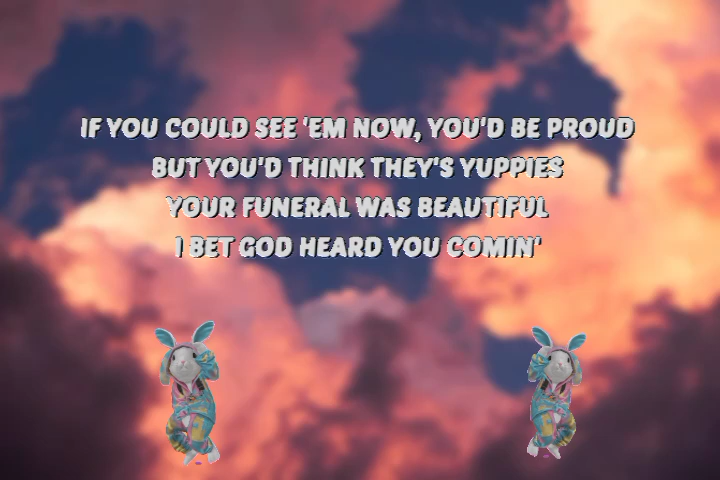 IF YOU COULD SEE 'EM NOW, YOU'D BE PROUD
BUT YOU'D THINK THEY'S YUPPIES
YOUR FUNERAL WAS BEAUTIFUL
I BET GOD HEARD YOU COMIN'